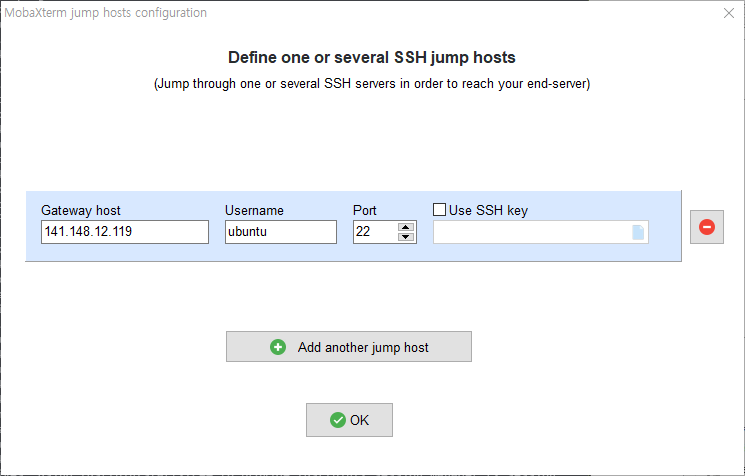 MobaXterm jump hosts configuration
Define one or several SSH jump hosts
(Jump through one or several SSH servers in order to reach your end-server)
Gateway host Username Port Use SSH key
141.148.12.119 ubuntu 22
Add another jump host
OK